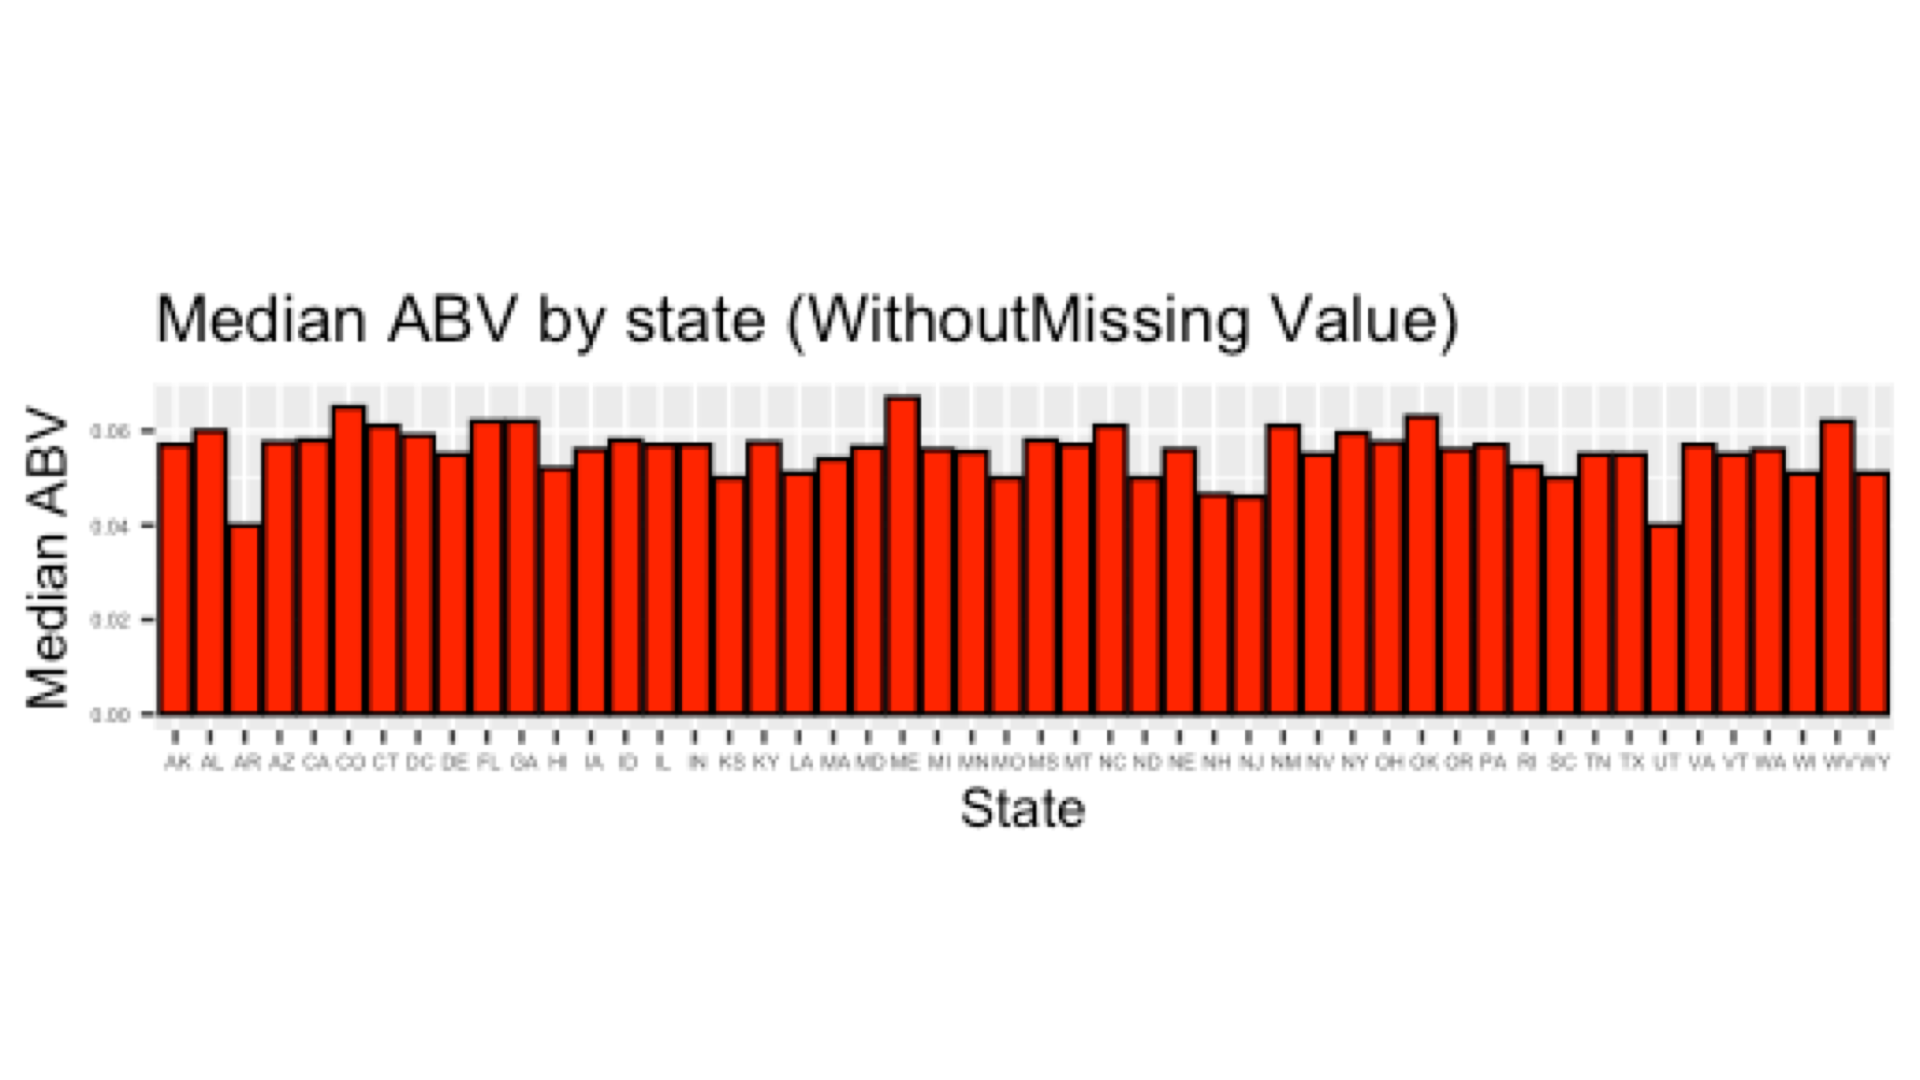 Median ABV by state (WithoutMissing Value)
Median ABV
0.06
0.04
0.02
0.00
AK AL AR AZ CA CO CT DC DE FL GA HI IA ID IL IN KS KY LA MA MD ME MI MN MO MS MT NC ND NE NH NJ NM NV NY OH OK OR PA RI SC TN TX UT VA VT WA WI WV WY
State